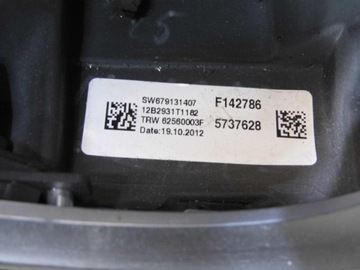 SW679131407 F142786
12B2931T1182
TRW 62560003F 5737628
Date:19.10.2012